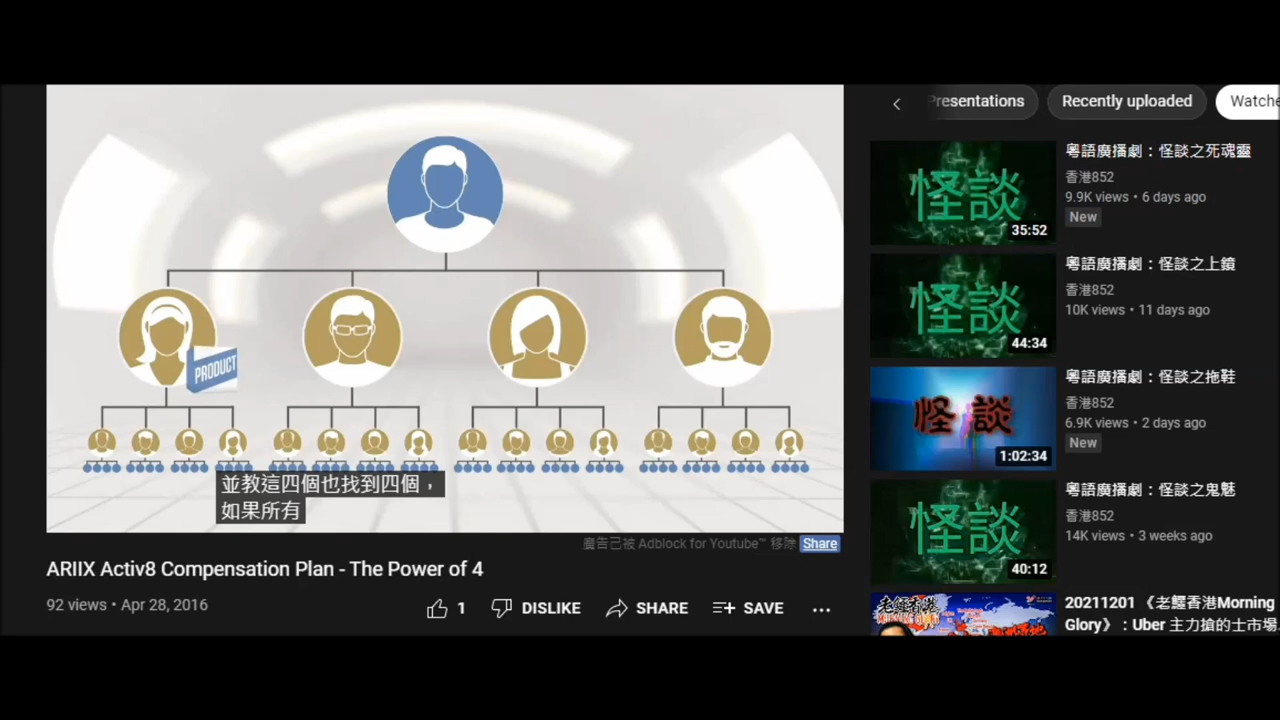 Presentations
Recently uploaded
PRODUCT
並教這四個也找到四個，
如果所有
廣告已被 Adblock for Youtube™ 移除 Share
ARIIX Activ8 Compensation Plan - The Power of 4
92 views • Apr 28, 2016
1 DISLIKE SHARE SAVE
怪談
35:52
粵語廣播劇：怪談之死魂靈
香港852
9.9K views • 6 days ago
New
怪談
44:34
粵語廣播劇：怪談之上鏡
香港852
10K views • 11 days ago
怪談
1:02:34
粵語廣播劇：怪談之拖鞋
香港852
6.9K views • 2 days ago
New
怪談
40:12
粵語廣播劇：怪談之鬼魅
香港852
14K views • 3 weeks ago
20211201 《老鱷香港Morning
Glory》：Uber 主力搶的士市場